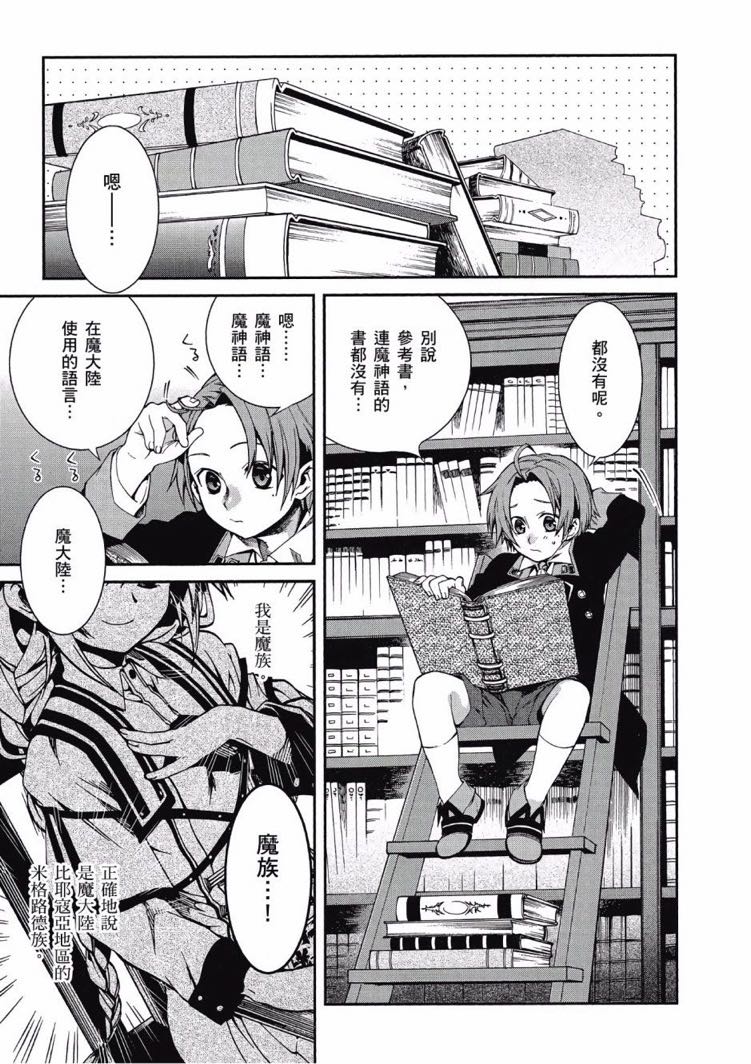 嗯——…
都沒有呢。
別說
參考書，
連魔神語的
書都沒有…
嗯……
魔神語…
魔神語…
在魔大陸
使用的語言…
くる
くる
魔大陸…
我是魔族。
魔族…！
正確地說
是魔大陸
比耶寇亞地區的
米格路德族。